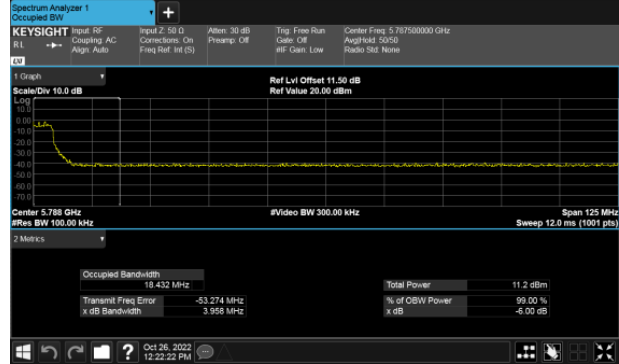 Spectrum Analyzer 1
Occupied BW
+
KEYSIGHT
RL
Input: RF
Coupling: AC
Align: Auto
Input Z: 50 Ω
Corrections: On
Freq Ref: Int (S)
Atten: 30 dB
Preamp: Off
Trig: Free Run
Gate: Off
#IF Gain: Low
Center Freq: 5.787500000 GHz
Avg|Hold: 50/50
Radio Std: None
LXI
1 Graph
Scale/Div 10.0 dB
Ref Lvl Offset 11.50 dB
Ref Value 20.00 dBm
Log
10.0
0.00
-10.0
-20.0
-30.0
-40.0
-50.0
-60.0
-70.0
Center 5.788 GHz
#Res BW 100.00 kHz
#Video BW 300.00 kHz
Span 125 MHz
Sweep 12.0 ms (1001 pts)
2 Metrics
Occupied Bandwidth
18.432 MHz
Transmit Freq Error -53.274 MHz
x dB Bandwidth 3.958 MHz
Total Power 11.2 dBm
% of OBW Power 99.00 %
x dB -6.00 dB
?
Oct 26, 2022
12:22:22 PM